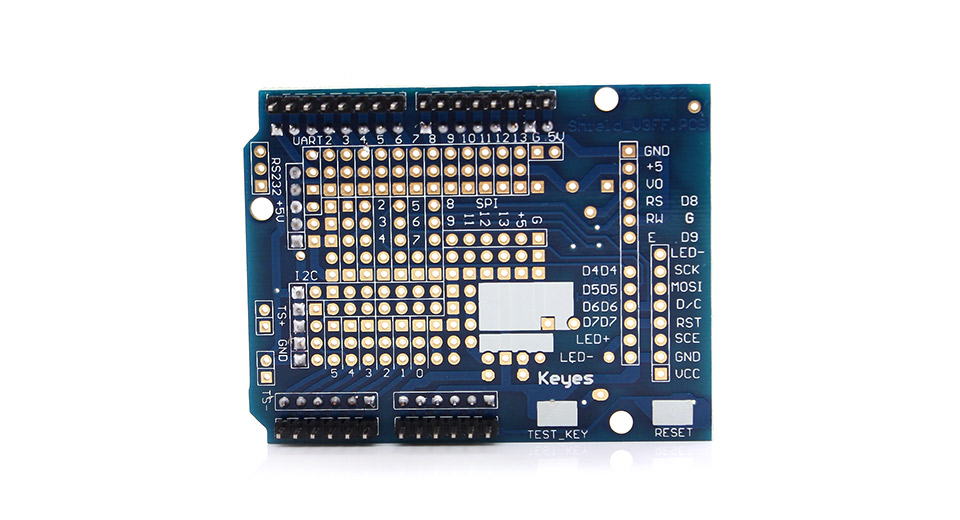 UART 2 3 4 5 6 7 8 9 10 11 12 13 G 5V
RS232
+5V
2 5 8 SPI
3 6 9 11 12 13 +5 G
4 7
I2C
TS+
GND
TS-
5 4 3 2 1 0
GND
+5
VO
RS D8
RW G
E D9
LED-
SCK
D4D4
MOSI
D5D5
D/C
D6D6
RST
D7D7
SCE
LED+
GND
LED-
VCC
Keyes
TEST_KEY
RESET